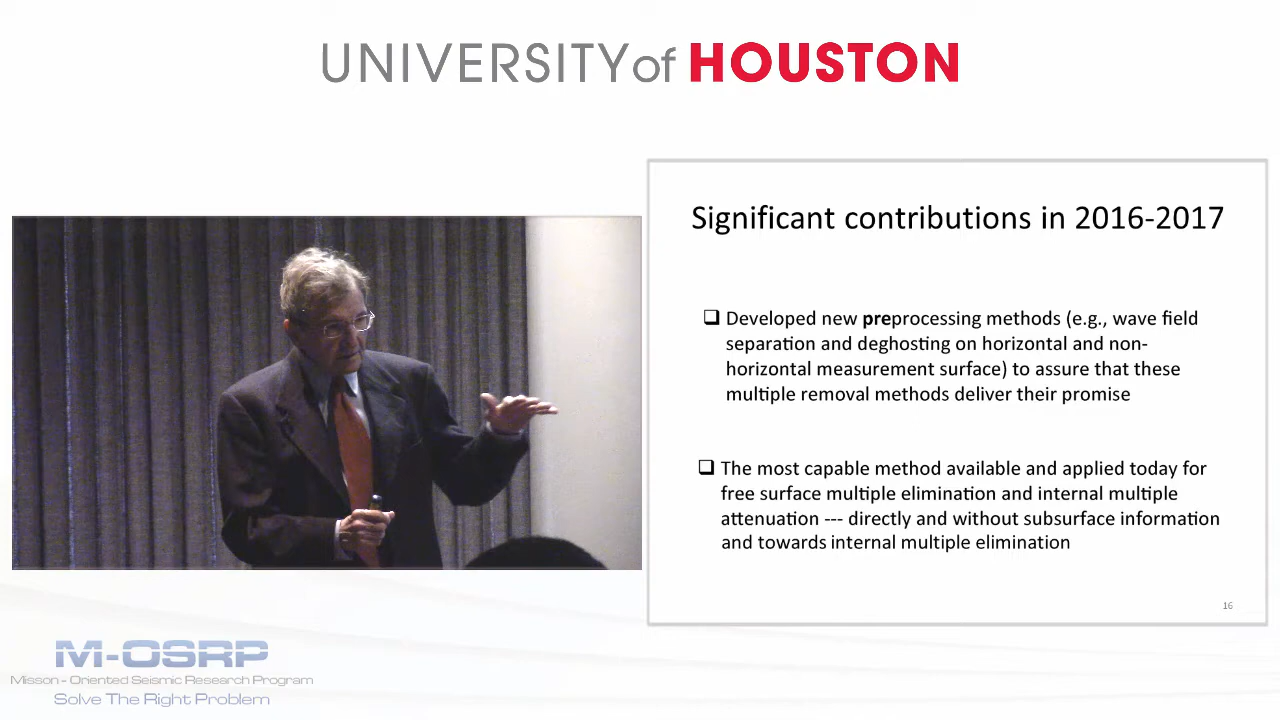 UNIVERSITY of HOUSTON
Significant contributions in 2016-2017
❑ Developed new preprocessing methods (e.g., wave field
separation and deghosting on horizontal and non-
horizontal measurement surface) to assure that these
multiple removal methods deliver their promise
❑ The most capable method available and applied today for
free surface multiple elimination and internal multiple
attenuation --- directly and without subsurface information
and towards internal multiple elimination
16
M-OSRP
Misson - Oriented Seismic Research Program
Solve The Right Problem